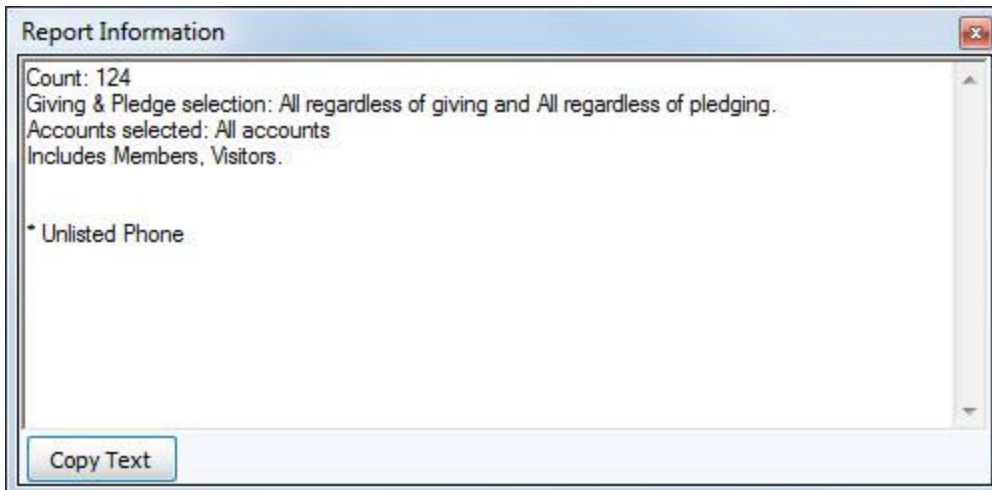 Report Information
Count: 124
Giving & Pledge selection: All regardless of giving and All regardless of pledging.
Accounts selected: All accounts
Includes Members, Visitors.
* Unlisted Phone
Copy Text